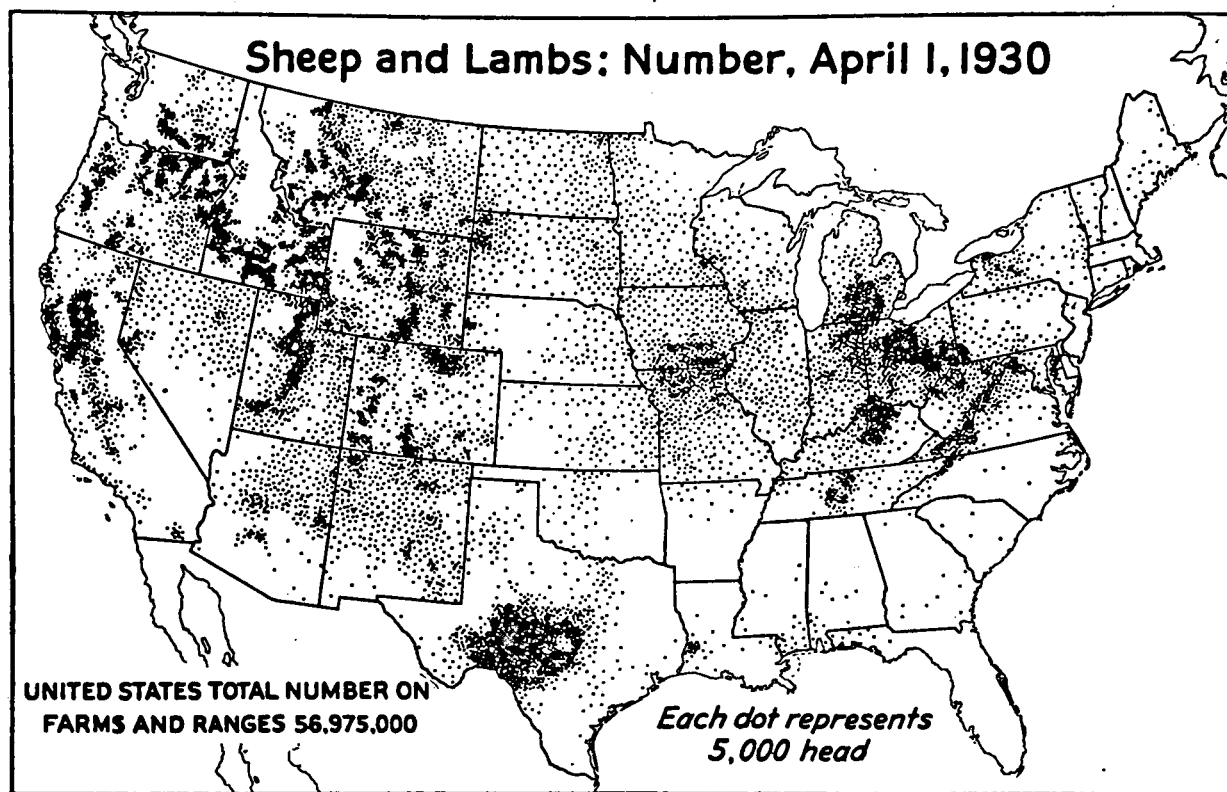 Sheep and Lambs: Number, April 1, 1930
UNITED STATES TOTAL NUMBER ON
FARMS AND RANGES 56,975,000
Each dot represents
5,000 head